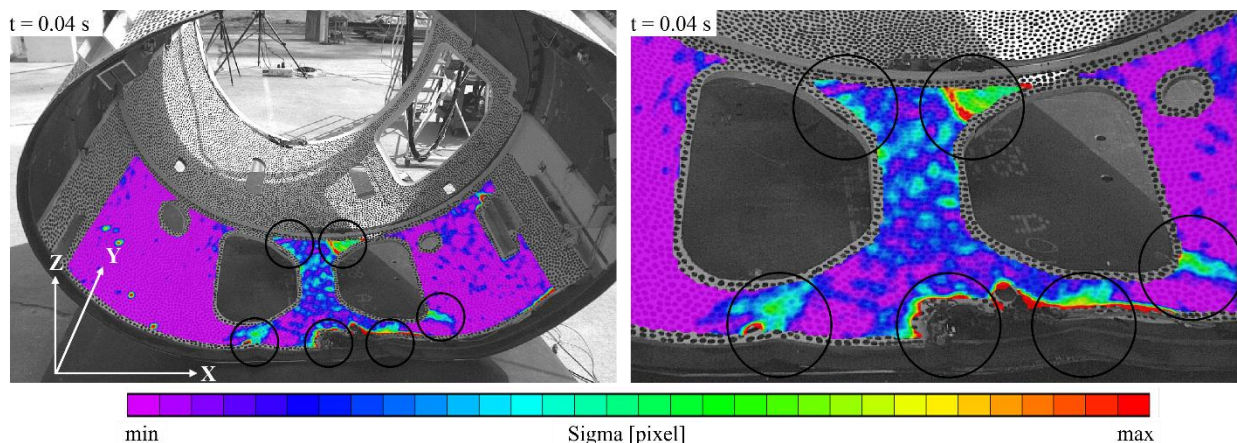 t = 0.04 s
t = 0.04 s
Z
Y
X
min
Sigma [pixel]
max